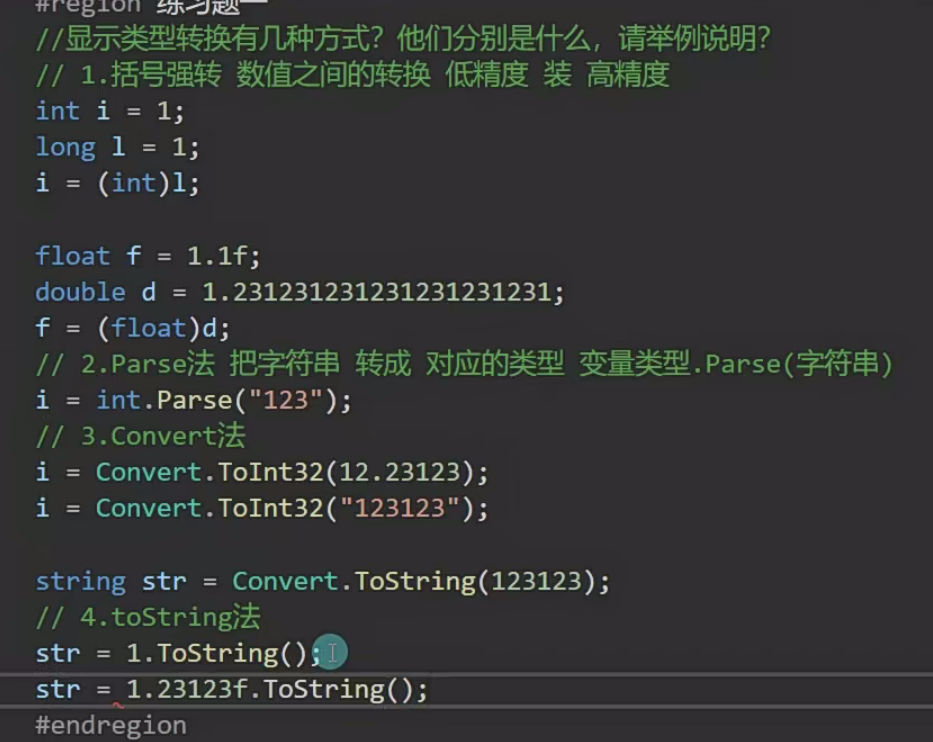 #region 练习题一
//显示类型转换有几种方式？他们分别是什么，请举例说明？
// 1.括号强转 数值之间的转换 低精度 装 高精度
int i = 1;
long l = 1;
i = (int)l;
float f = 1.1f;
double d = 1.231231231231231231231;
f = (float)d;
// 2.Parse法 把字符串 转成 对应的类型 变量类型.Parse(字符串)
i = int.Parse("123");
// 3.Convert法
i = Convert.ToInt32(12.23123);
i = Convert.ToInt32("123123");
string str = Convert.ToString(123123);
// 4.toString法
str = 1.ToString();
str = 1.23123f.ToString();
#endregion